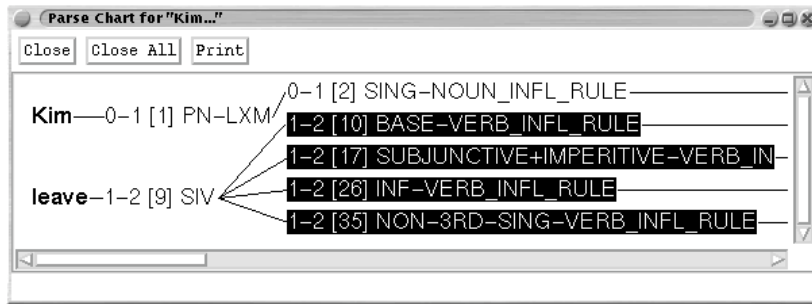 Parse Chart for "Kim..."
Close Close All Print
0-1 [2] SING-NOUN_INFL_RULE
Kim 0-1 [1] PN-LXM
1-2 [10] BASE-VERB_INFL_RULE
1-2 [17] SUBJUNCTIVE+IMPERITIVE-VERB_IN
leave 1-2 [9] SIV
1-2 [26] INF-VERB_INFL_RULE
1-2 [35] NON-3RD-SING-VERB_INFL_RULE